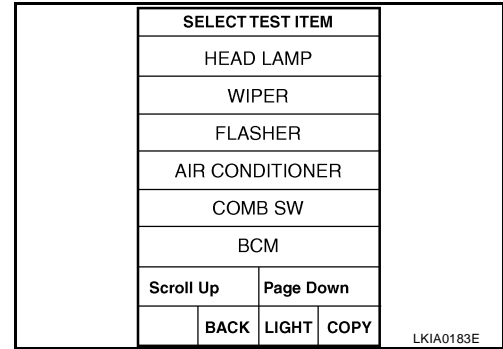 SELECT TEST ITEM
HEAD LAMP
WIPER
FLASHER
AIR CONDITIONER
COMB SW
BCM
Scroll Up Page Down
BACK LIGHT COPY
LKIA0183E